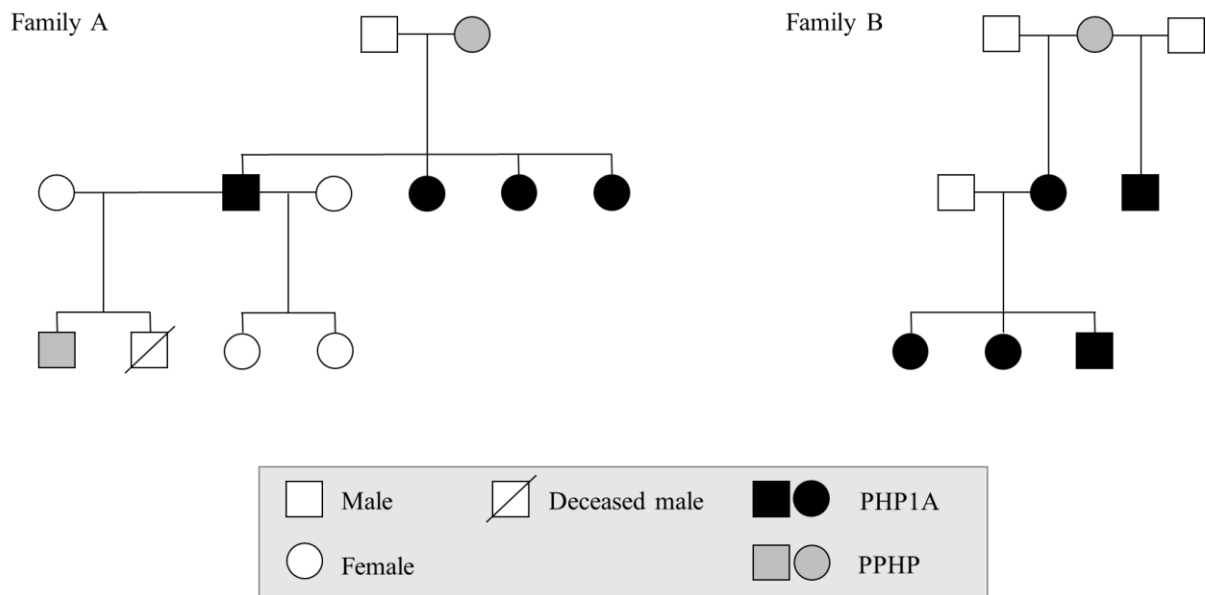 Family A
Family B
Male
Deceased male
PHP1A
Female
PPHP